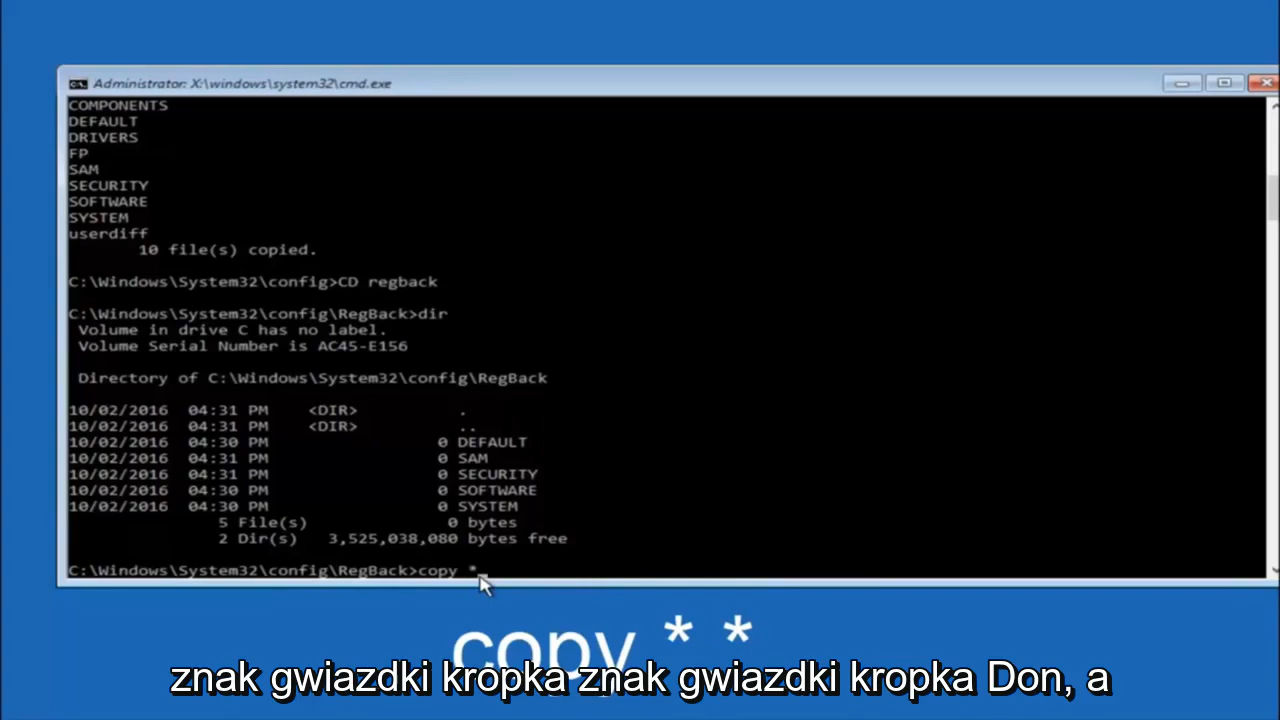 Administrator: X:\windows\system32\cmd.exe
COMPONENTS
DEFAULT
DRIVERS
FP
SAM
SECURITY
SOFTWARE
SYSTEM
userdiff
10 file(s) copied.
C:\Windows\System32\config>CD regback
C:\Windows\System32\config\RegBack>dir
Volume in drive C has no label.
Volume Serial Number is AC45-E156
Directory of C:\Windows\System32\config\RegBack
10/02/2016 04:31 PM <DIR> .
10/02/2016 04:31 PM <DIR> ..
10/02/2016 04:30 PM 0 DEFAULT
10/02/2016 04:31 PM 0 SAM
10/02/2016 04:31 PM 0 SECURITY
10/02/2016 04:30 PM 0 SOFTWARE
10/02/2016 04:30 PM 0 SYSTEM
5 File(s) 0 bytes
2 Dir(s) 3,525,038,080 bytes free
C:\Windows\System32\config\RegBack>copy *_
copy * *
znak gwiazdki kropka znak gwiazdki kropka Don, a